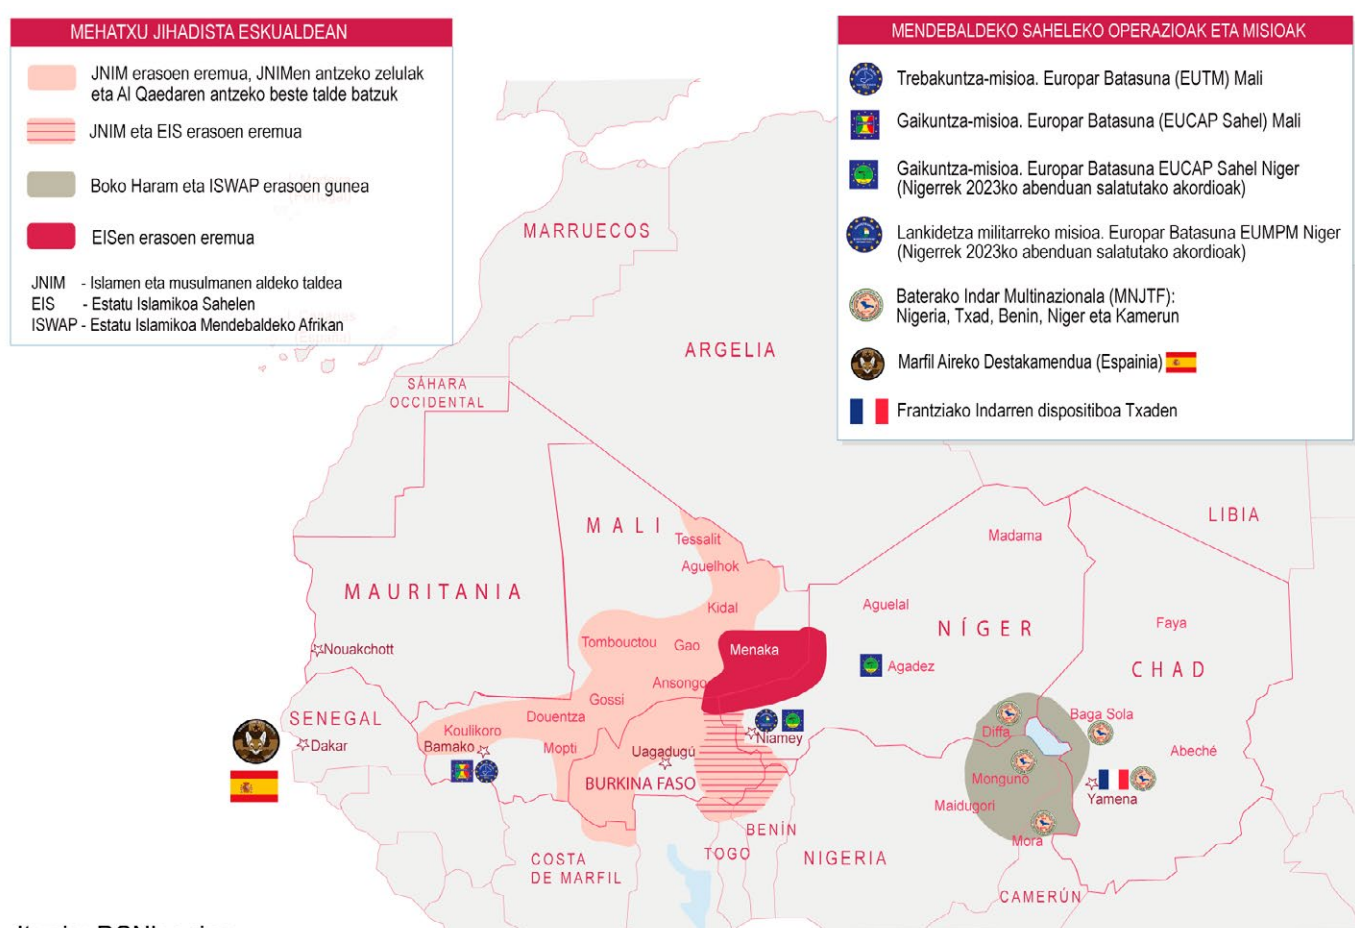 MEHATXU JIHADISTA ESKUALDEAN
JNIM erasoen eremua, JNIMen antzeko zelulak
eta Al Qaedaren antzeko beste talde batzuk
JNIM eta EIS erasoen eremua
Boko Haram eta ISWAP erasoen gunea
EISen erasoen eremua
JNIM - Islamen eta musulmanen aldeko taldea
EIS - Estatu Islamikoa Sahelen
ISWAP - Estatu Islamikoa Mendebaldeko Afrikan
MENDEBALDEKO SAHELEKO OPERAZIOAK ETA MISIOAK
Trebakuntza-misioa. Europar Batasuna (EUTM) Mali
Gaikuntza-misioa. Europar Batasuna (EUCAP Sahel) Mali
Gaikuntza-misioa. Europar Batasuna EUCAP Sahel Niger
(Nigerrek 2023ko abenduan salatutako akordioak)
Lankidetza militarreko misioa. Europar Batasuna EUMPM Niger
(Nigerrek 2023ko abenduan salatutako akordioak)
Baterako Indar Multinazionala (MNJTF):
Nigeria, Txad, Benin, Niger eta Kamerun
Marfil Aireko Destakamendua (Espainia)
Frantziako Indarren dispositiboa Txaden
MARRUECOS
ARGELIA
SÁHARA
OCCIDENTAL
LIBIA
MALI
Tessalit
Madama
Aguelhok
MAURITANIA
Kidal
Aguelal
NÍGER
Faya
Tombouctou
Gao
Menaka
Nouakchott
Agadez
CHAD
Ansongo
Gossi
Douentza
SENEGAL
Baga Sola
Koulikoro
Diffa
Niamey
Dakar
Bamako
Mopti
Uagadugú
Abeché
BURKINA FASO
Monguno
Yamena
Maidugori
BENÍN
Mora
TOGO
NIGERIA
COSTA
DE MARFIL
CAMERÚN